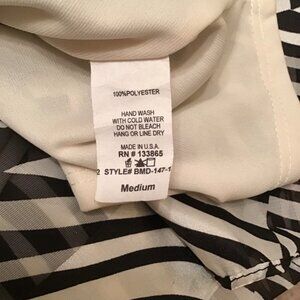 100%POLYESTER
HAND WASH
WITH COLD WATER
DO NOT BLEACH
HANG OR LINE DRY
MADE IN U.S.A.
RN # 133865
2 STYLE# BMD-147-1
Medium